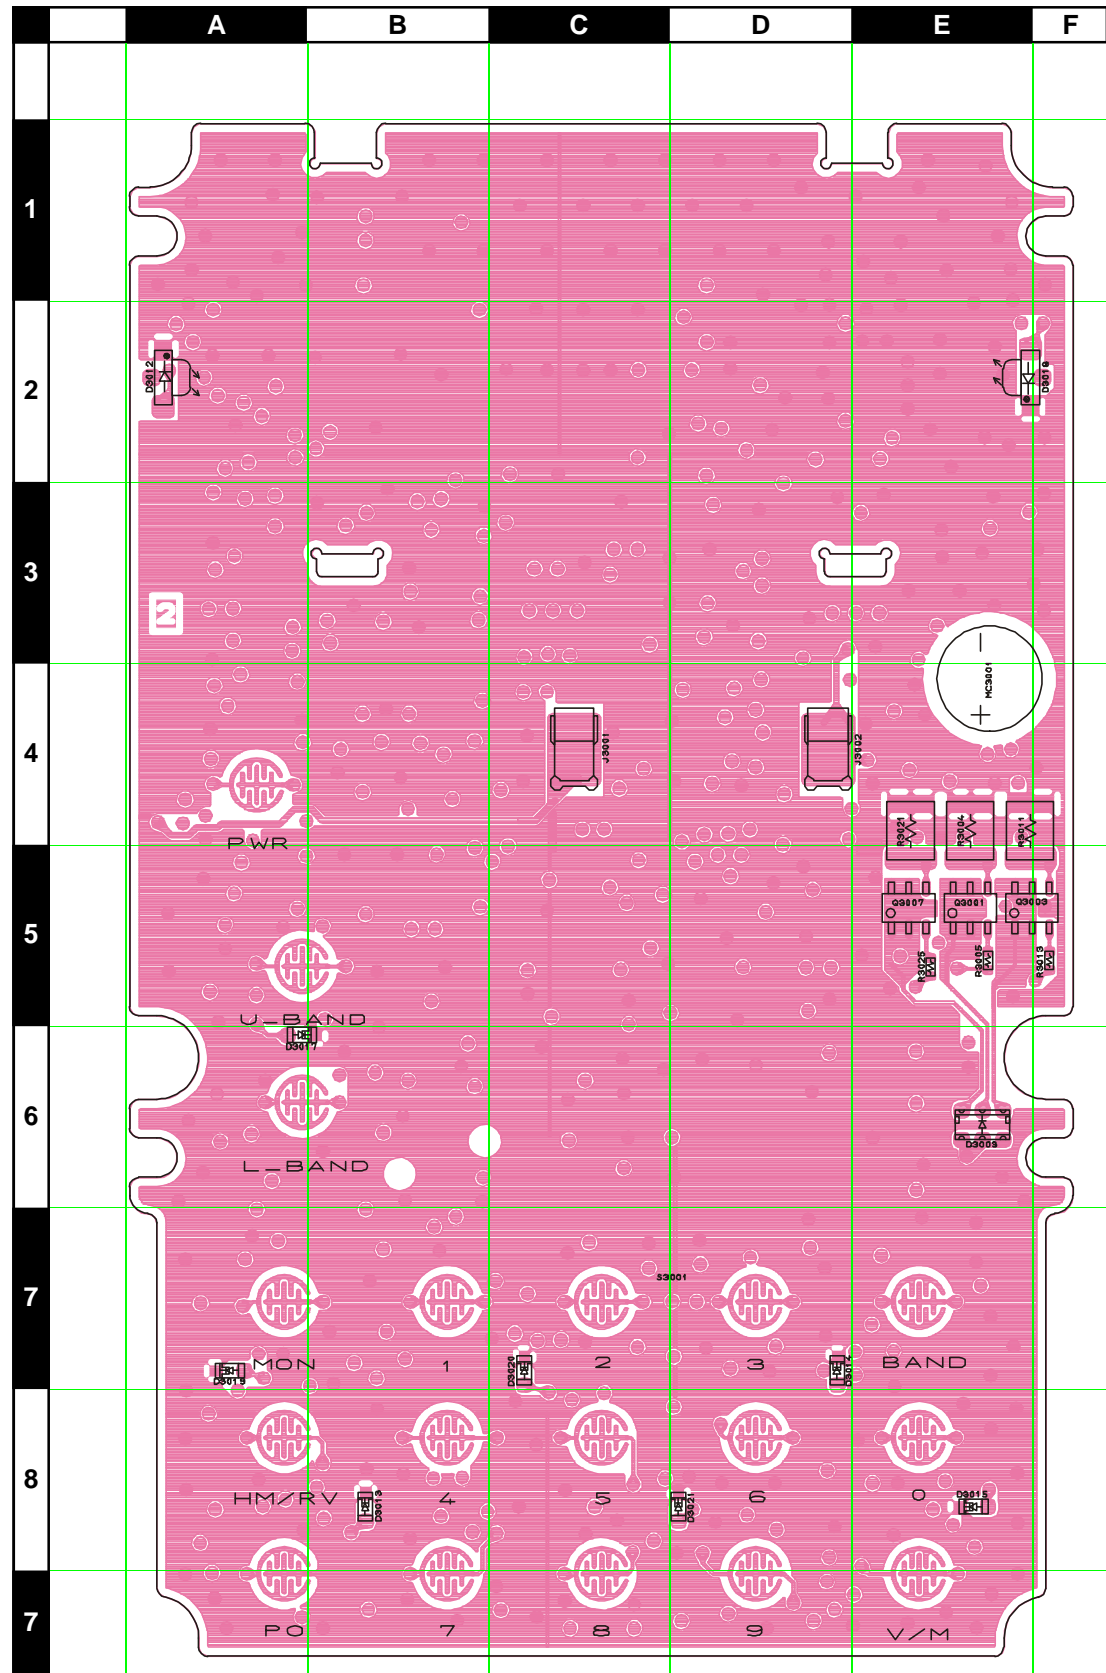 A B C D E F
1
2
D3012
D3018
3
2
MC3001
4
J3001
J3002
R3021
R3004
R3011
PWR
5
Q3007
Q3001
Q3003
R3025
R3005
R3013
U_BAND
D3017
6
D3003
L_BAND
7
S3001
MON 1 2 3 BAND
D3019
D3020
D3014
8
HM/RV 4 5 6 0
D3013
D3021
D3015
7
PO 7 8 9 V/M